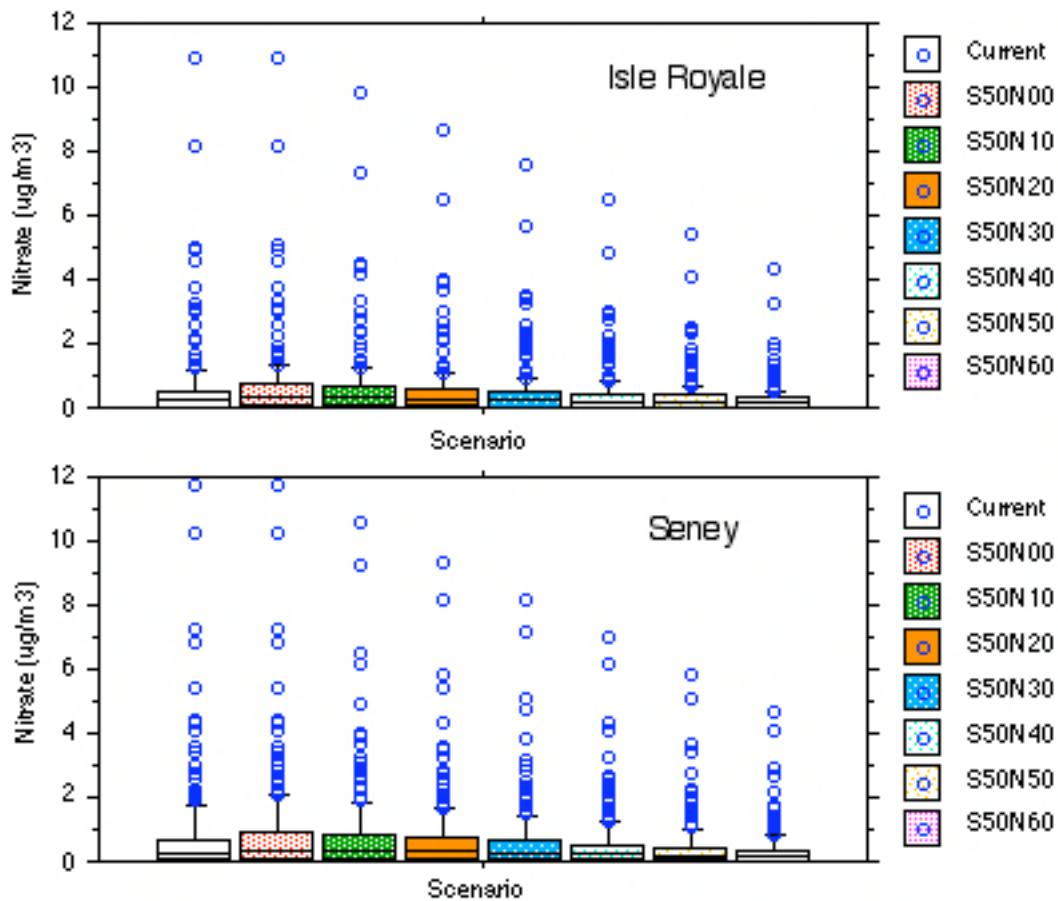 12
10
8
6
4
2
0
Nitrate (ug/m3)
Isle Royale
Scenario
Current
S50N00
S50N10
S50N20
S50N30
S50N40
S50N50
S50N60
12
10
8
6
4
2
0
Nitrate (ug/m3)
Seney
Scenario
Current
S50N00
S50N10
S50N20
S50N30
S50N40
S50N50
S50N60